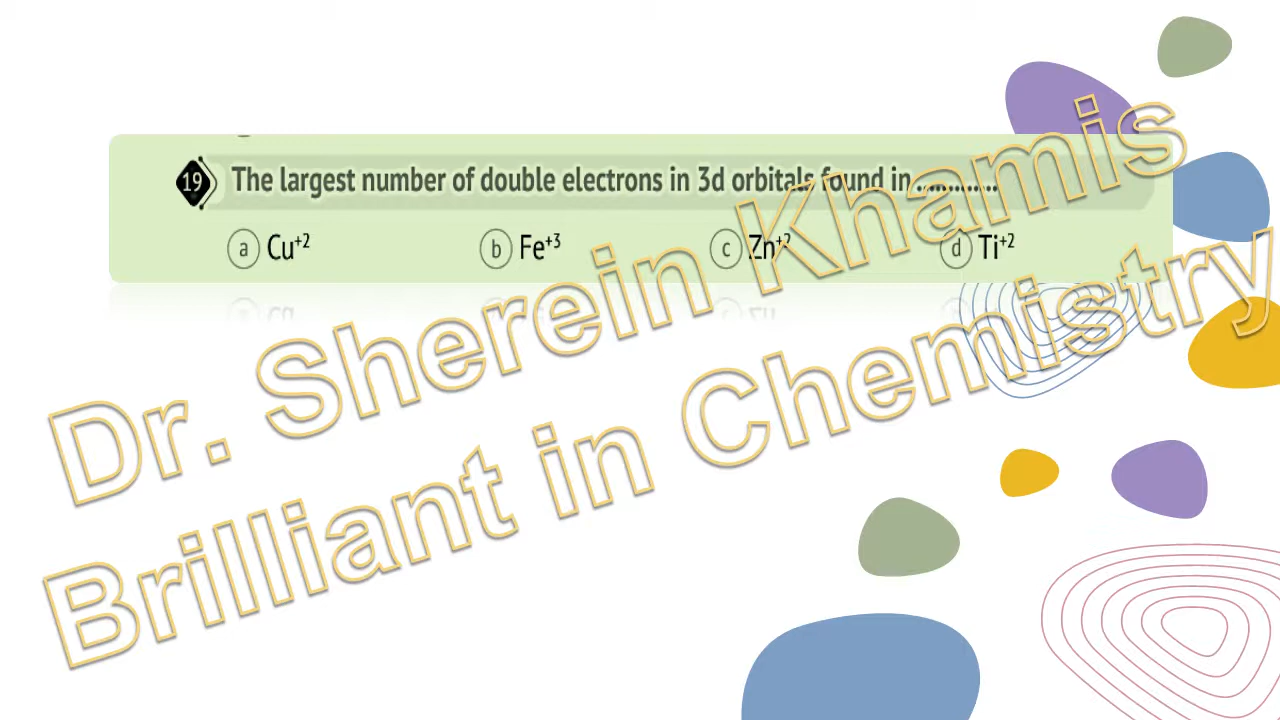 19 The largest number of double electrons in 3d orbitals found in.............
a Cu+2 b Fe+3 c Zn+2 d Ti+2
Dr. Sherein Khamis
Brilliant in Chemistry